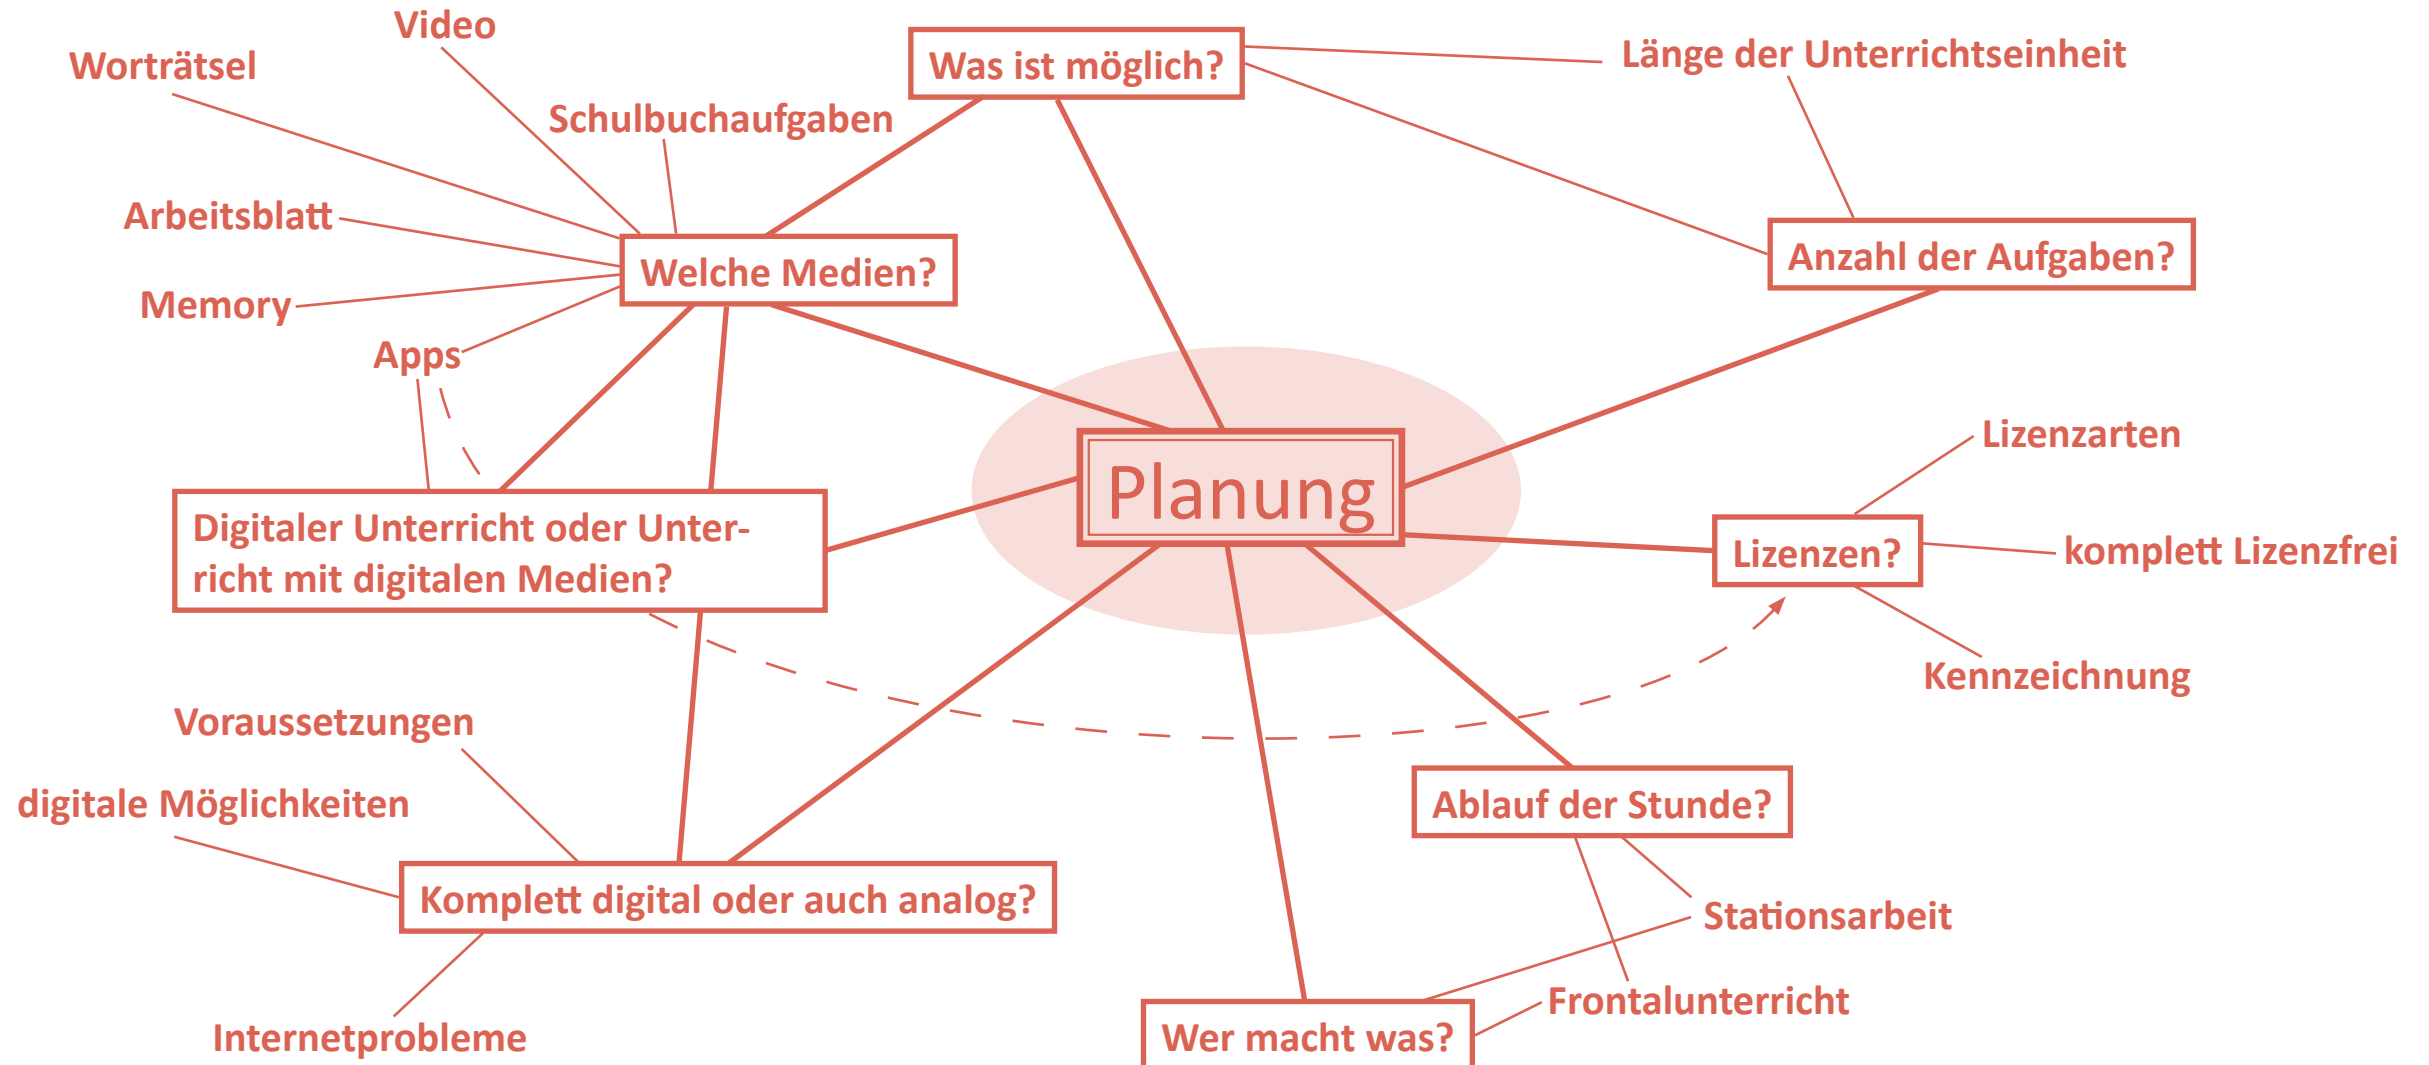 Video
Worträtsel
Was ist möglich?
Länge der Unterrichtseinheit
Schulbuchaufgaben
Arbeitsblatt
Welche Medien?
Anzahl der Aufgaben?
Memory
Apps
Planung
Lizenzarten
Digitaler Unterricht oder Unter-
richt mit digitalen Medien?
Lizenzen?
komplett Lizenzfrei
Kennzeichnung
Voraussetzungen
digitale Möglichkeiten
Ablauf der Stunde?
Komplett digital oder auch analog?
Stationsarbeit
Frontalunterricht
Internetprobleme
Wer macht was?